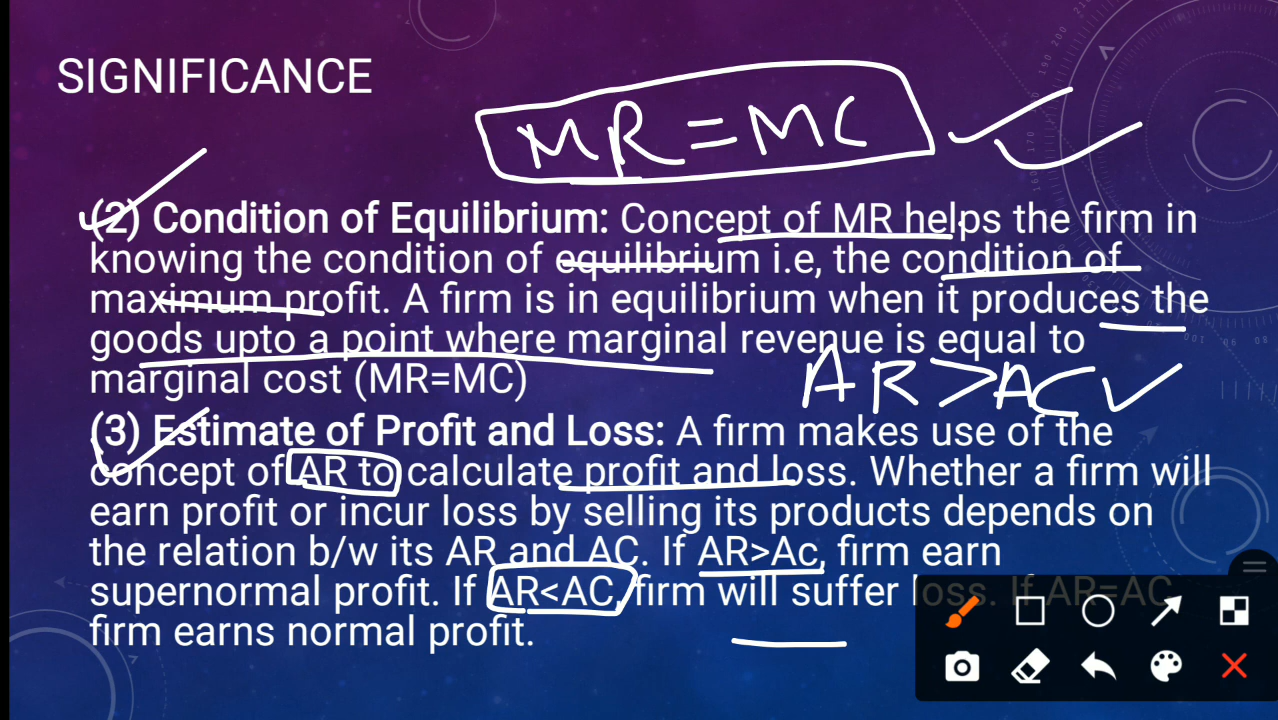 SIGNIFICANCE
MR=MC
(2) Condition of Equilibrium: Concept of MR helps the firm in
knowing the condition of equilibrium i.e, the condition of
maximum profit. A firm is in equilibrium when it produces the
goods upto a point where marginal revenue is equal to
marginal cost (MR=MC)
AR>AC
(3) Estimate of Profit and Loss: A firm makes use of the
concept of AR to calculate profit and loss. Whether a firm will
earn profit or incur loss by selling its products depends on
the relation b/w its AR and AC. If AR>Ac, firm earn
supernormal profit. If AR<AC, firm will suffer loss. If AR=AC
firm earns normal profit.